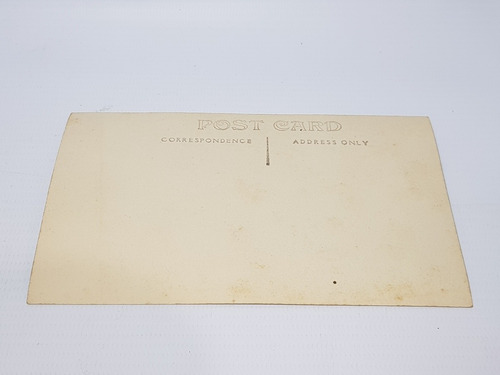 POST CARD
CORRESPONDENCE ADDRESS ONLY